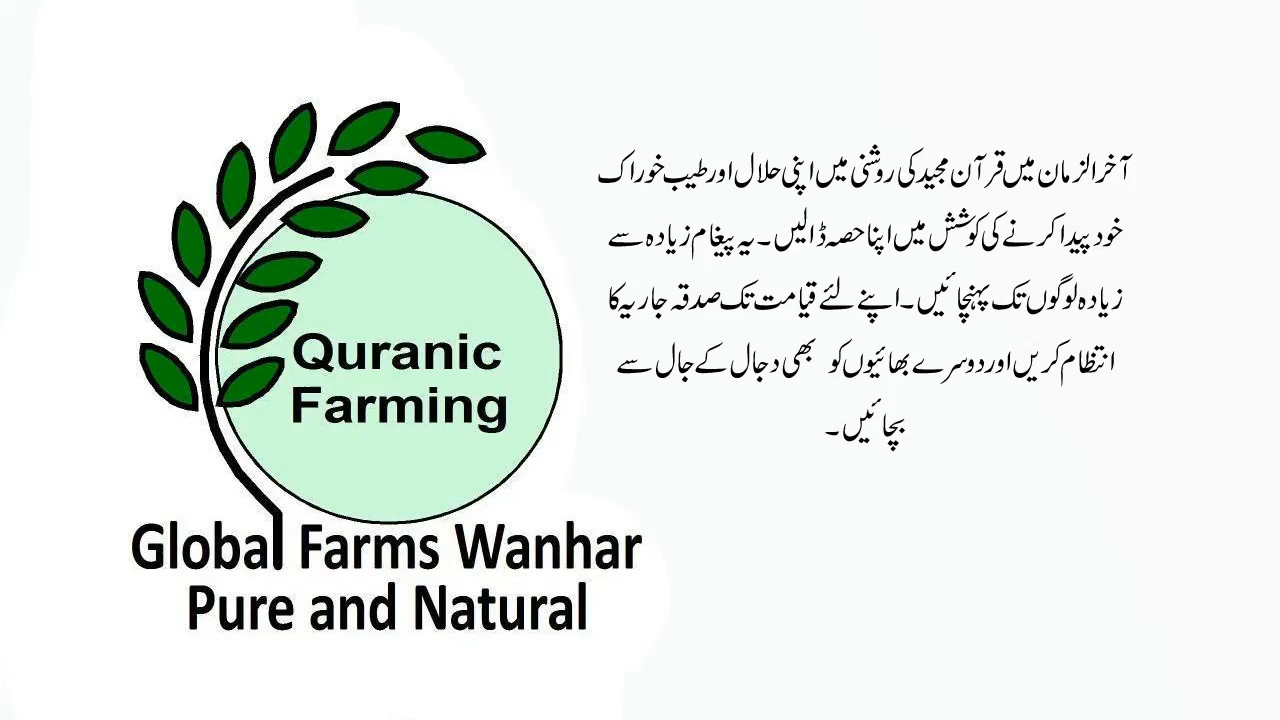 Quranic
Farming
Global Farms Wanhar
Pure and Natural
آخرالزمان میں قرآن مجید کی روشنی میں اپنی حلال اور طیب خوراک
خود پیدا کرنے کی کوشش میں اپنا حصہ ڈالیں۔ یہ پیغام زیادہ سے
زیادہ لوگوں تک پہنچائیں۔ اپنے لئے قیامت تک صدقہ جاریہ کا
انتظام کریں اور دوسرے بھائیوں کو بھی دجال کے جال سے
بچائیں۔